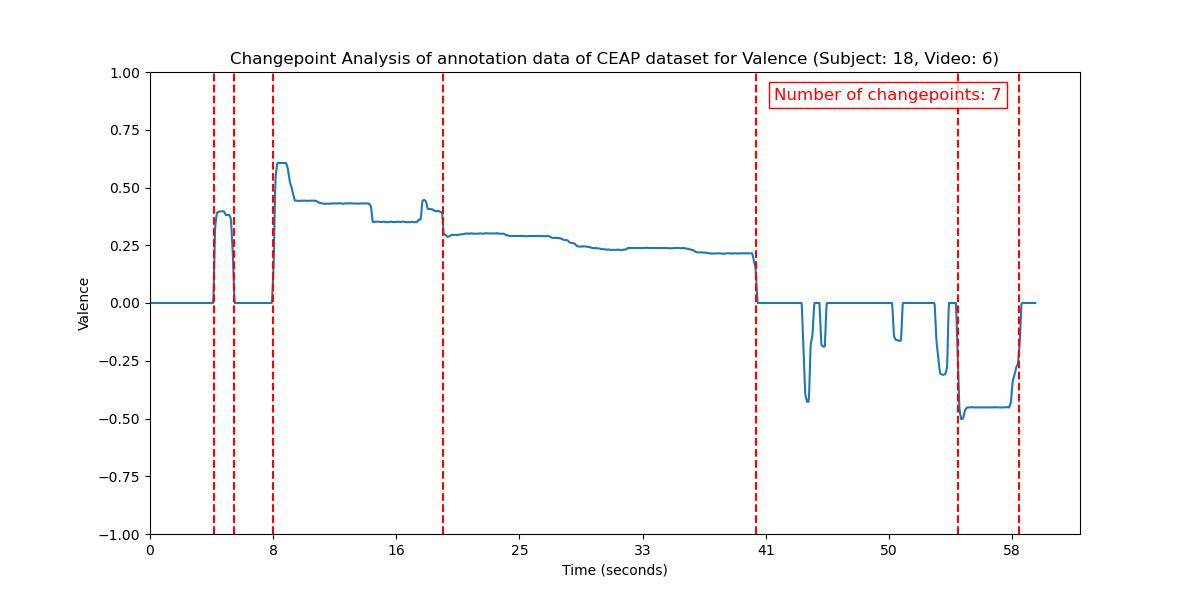 Changepoint Analysis of annotation data of CEAP dataset for Valence (Subject: 18, Video: 6)
Number of changepoints: 7
1.00
0.75
0.50
0.25
0.00
−0.25
−0.50
−0.75
−1.00
Valence
0 8 16 25 33 41 50 58
Time (seconds)